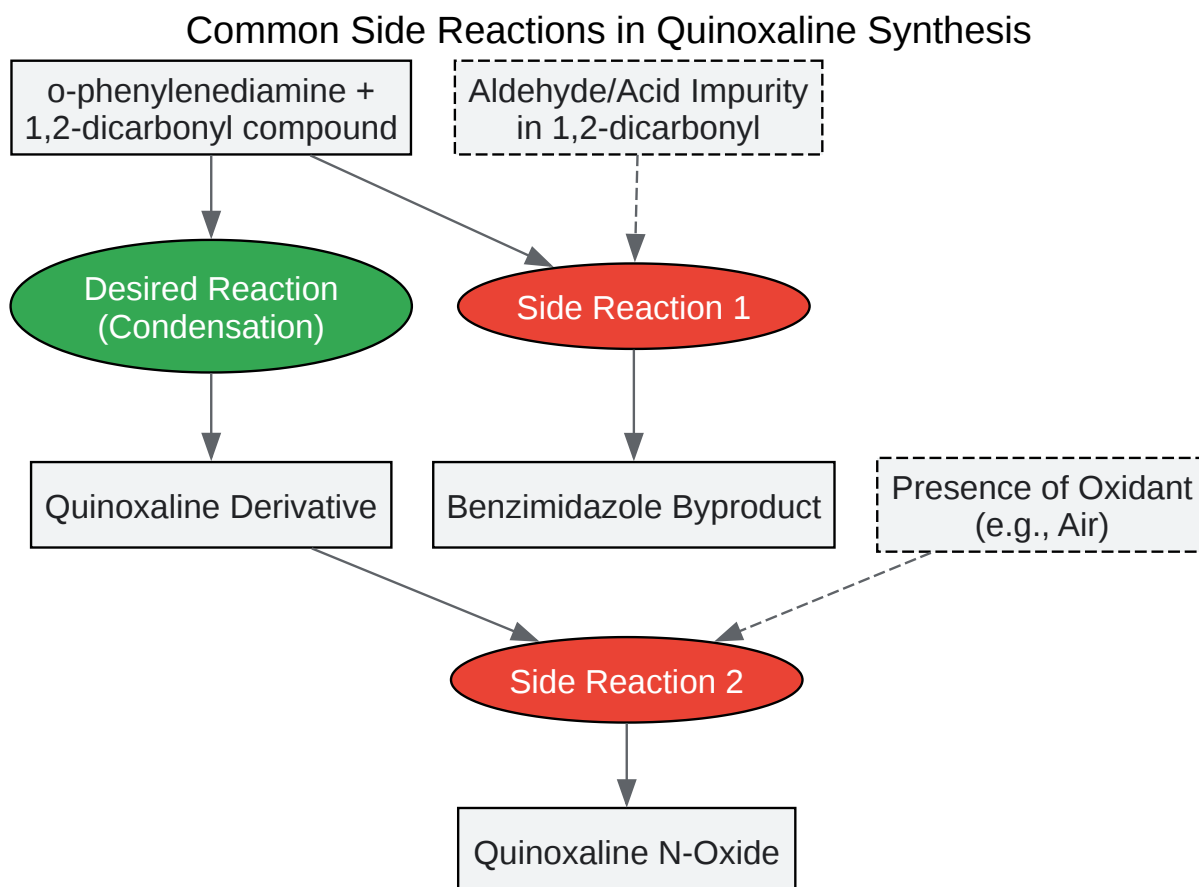 Common Side Reactions in Quinoxaline Synthesis
o-phenylenediamine +
1,2-dicarbonyl compound
Aldehyde/Acid Impurity
in 1,2-dicarbonyl
Desired Reaction
(Condensation)
Side Reaction 1
Quinoxaline Derivative
Benzimidazole Byproduct
Presence of Oxidant
(e.g., Air)
Side Reaction 2
Quinoxaline N-Oxide